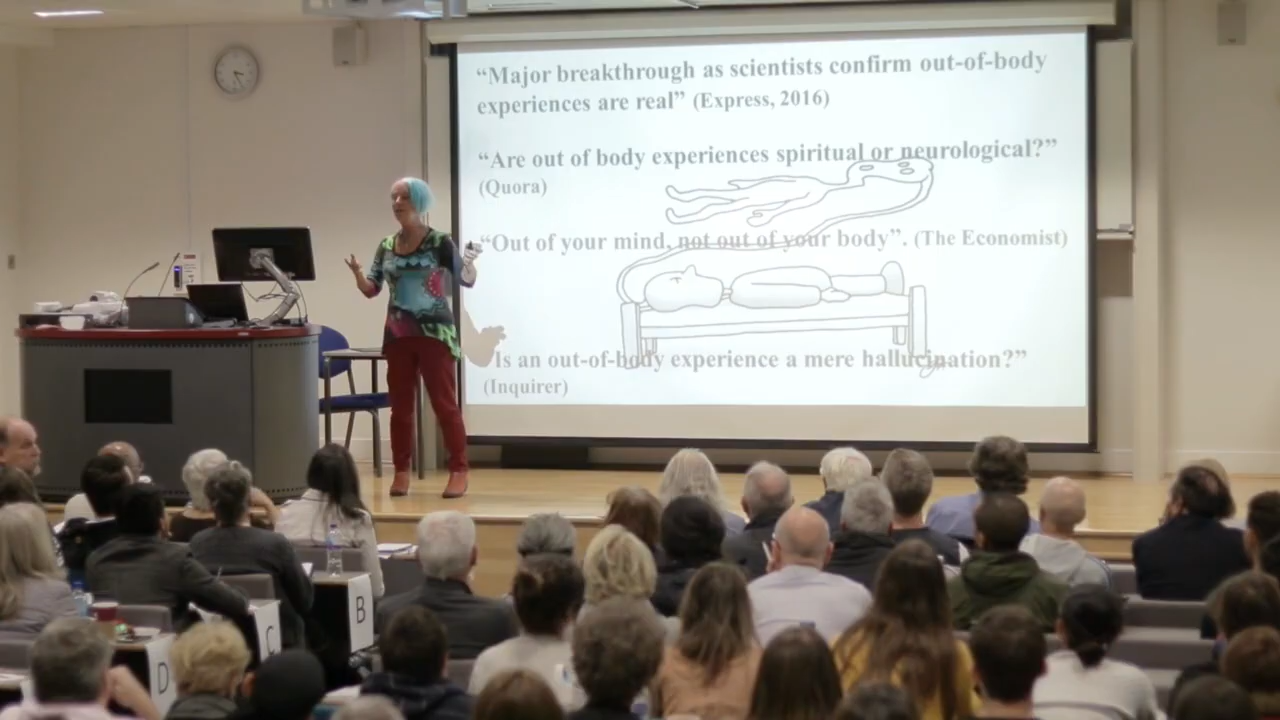 “Major breakthrough as scientists confirm out-of-body
experiences are real” (Express, 2016)
“Are out of body experiences spiritual or neurological?”
(Quora)
“Out of your mind, not out of your body”. (The Economist)
Is an out-of-body experience a mere hallucination?”
(Inquirer)
B
C
D